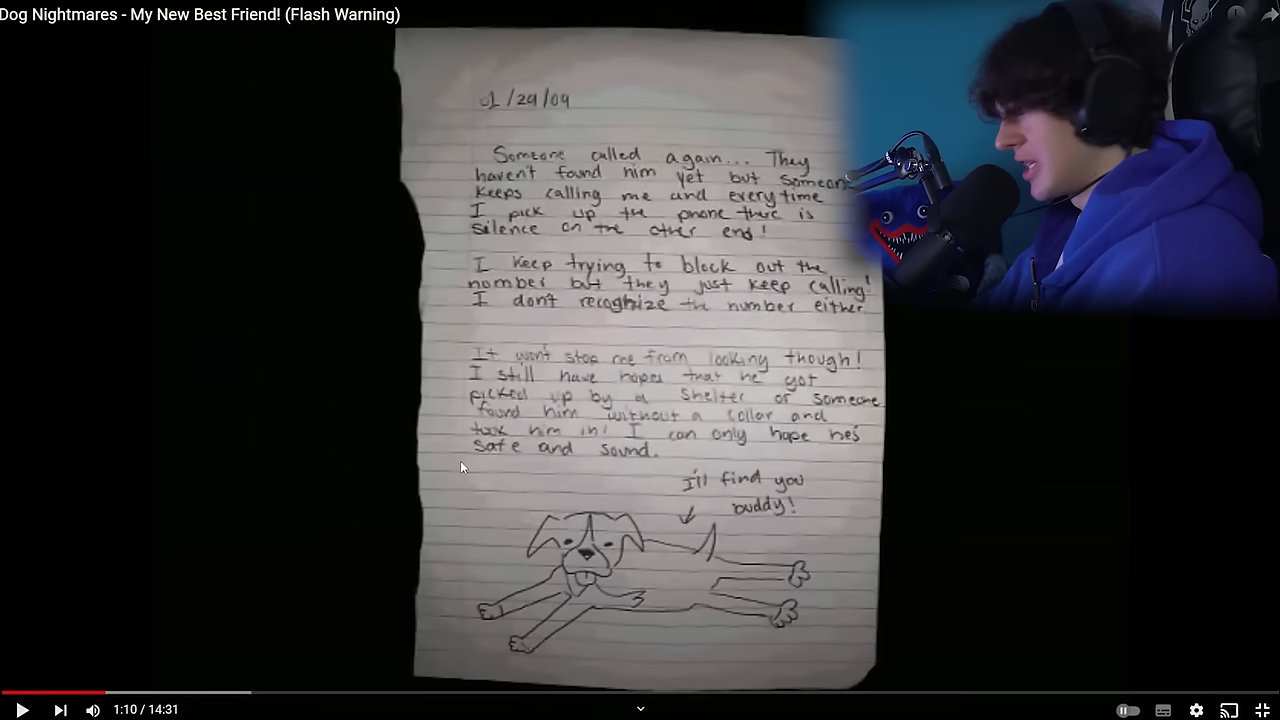 Dog Nightmares - My New Best Friend! (Flash Warning)
01/29/09
Someone called again... They
haven't found him yet but someone
keeps calling me and everytime
I pick up the phone there is
silence on the other end!
I keep trying to block out the
nomber but they just keep calling!
I don't recoghize the number either
It won't stop me from looking though!
I still have hopes that he got
picked up by a shelter or someone
found him without a collar and
took him in! I can only hope he's
safe and sound.
I'll find you
buddy!
1:10 / 14:31